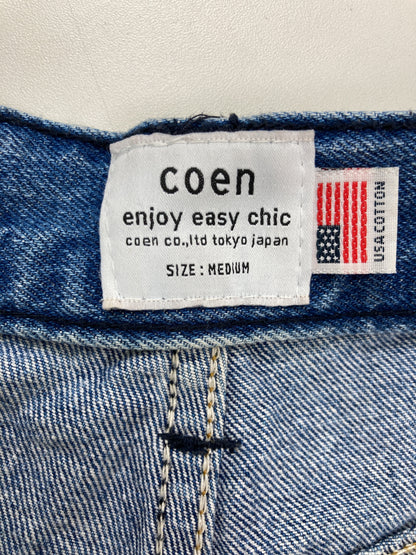 coen
enjoy easy chic
coen co.,ltd tokyo japan
SIZE : MEDIUM
USA COTTON